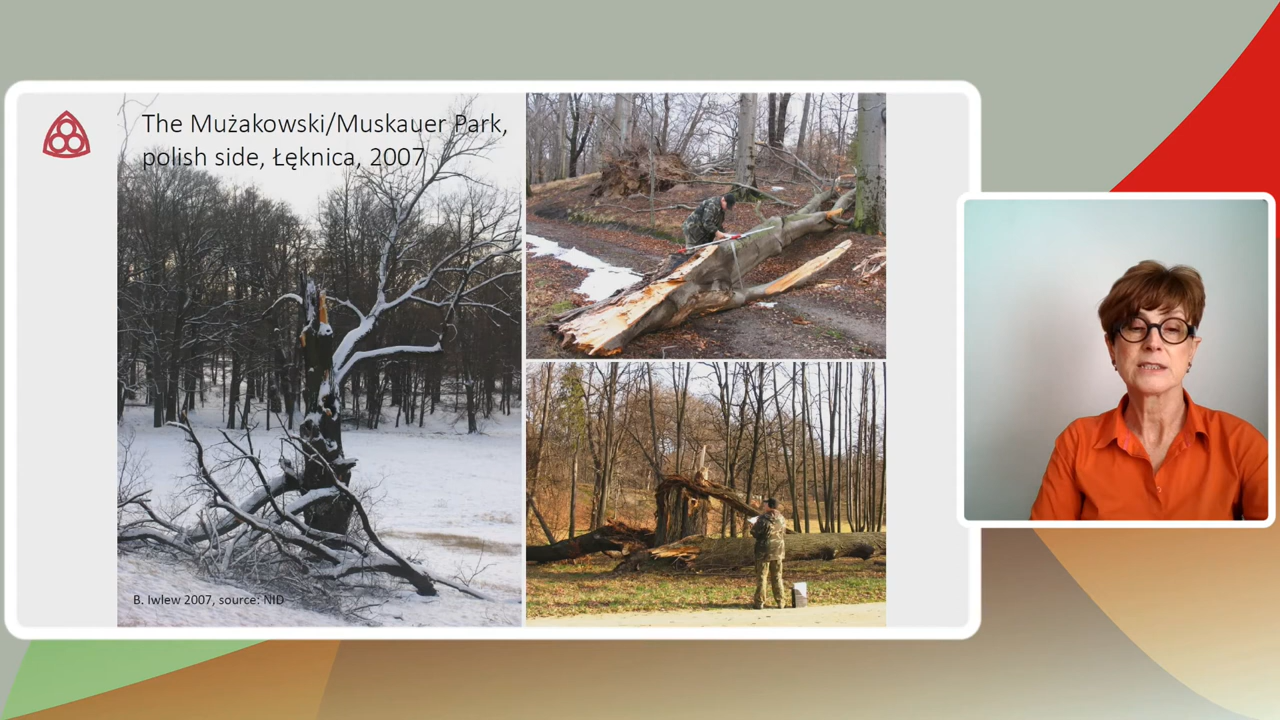 The Mużakowski/Muskauer Park,
polish side, Łęknica, 2007
B. Iwlew 2007, source: NID